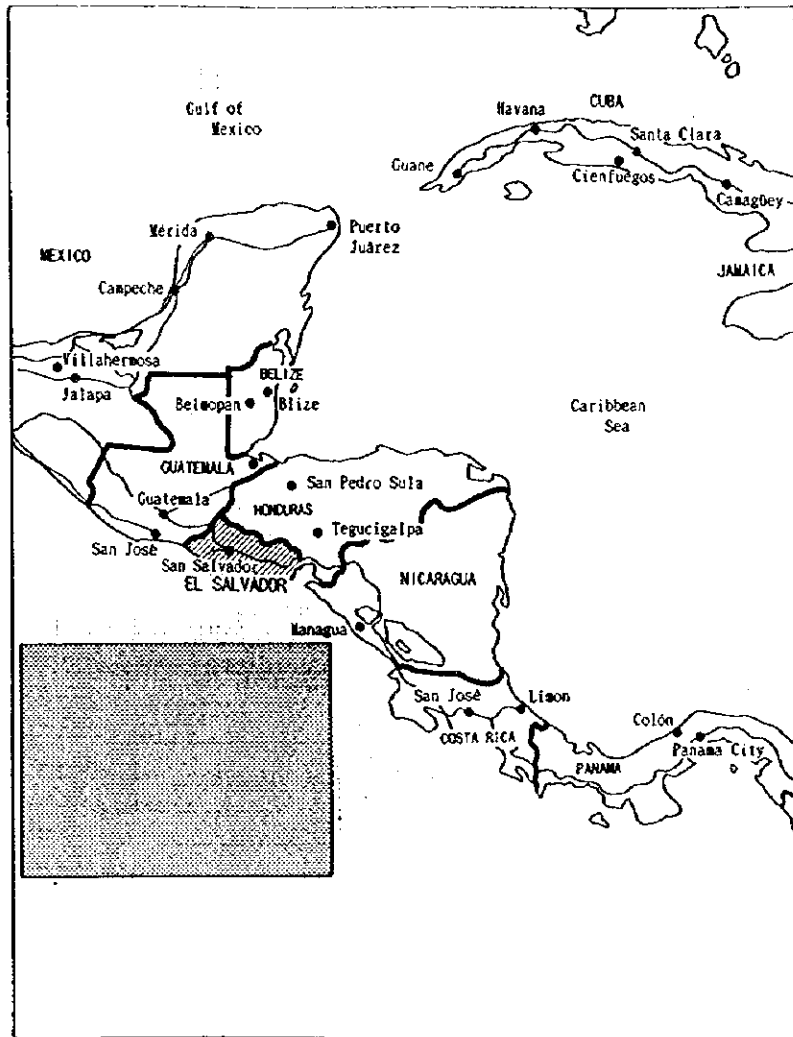 Gulf of
Mexico
Havana
CUBA
Santa Clara
Guane
Cienfuegos
Camagüey
Mérida
Puerto
Juárez
MEXICO
JAMAICA
Campeche
Villahermosa
BELIZE
Jalapa
Belmopan
Blize
Caribbean
Sea
GUATEMALA
San Pedro Sula
Guatemala
HONDURAS
Tegucigalpa
San José
San Salvador
EL SALVADOR
NICARAGUA
Managua
San José
Limon
Colón
COSTA RICA
Panama City
PANAMA